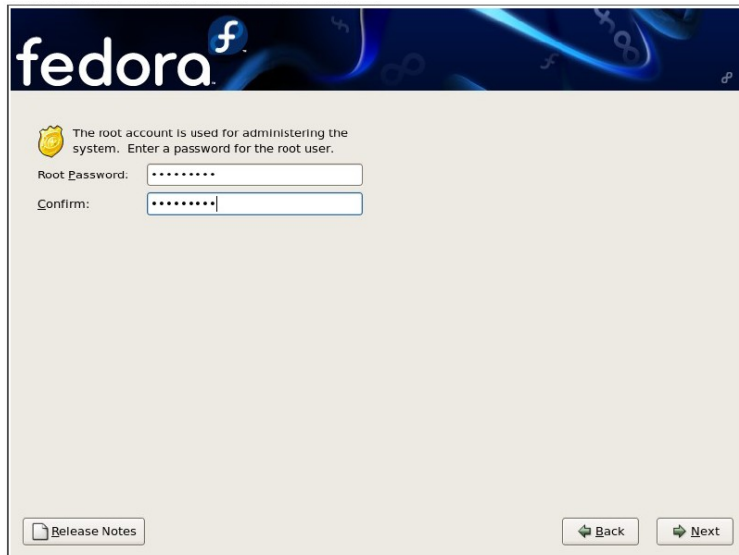 fedora
The root account is used for administering the
system. Enter a password for the root user.
Root Password: •••••••••
Confirm: •••••••••
Release Notes
Back
Next